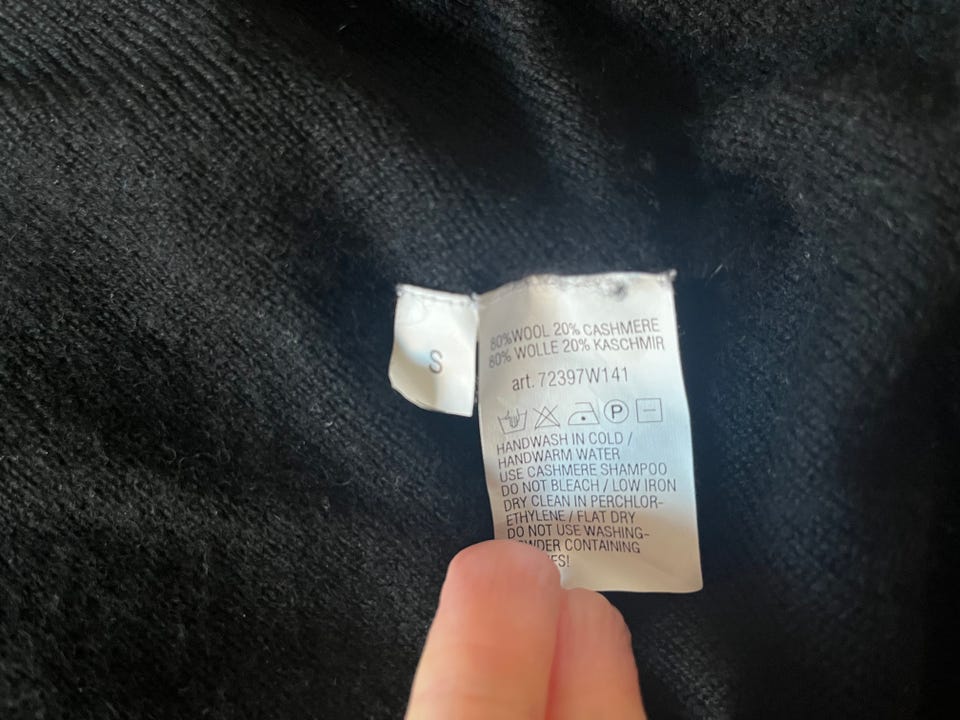 S
80% WOOL 20% CASHMERE
80% WOLLE 20% KASCHMIR
art. 72397W141
P
HANDWASH IN COLD /
HANDWARM WATER
USE CASHMERE SHAMPOO
DO NOT BLEACH / LOW IRON
DRY CLEAN IN PERCHLOR-
ETHYLENE / FLAT DRY
DO NOT USE WASHING-
CONTAINING